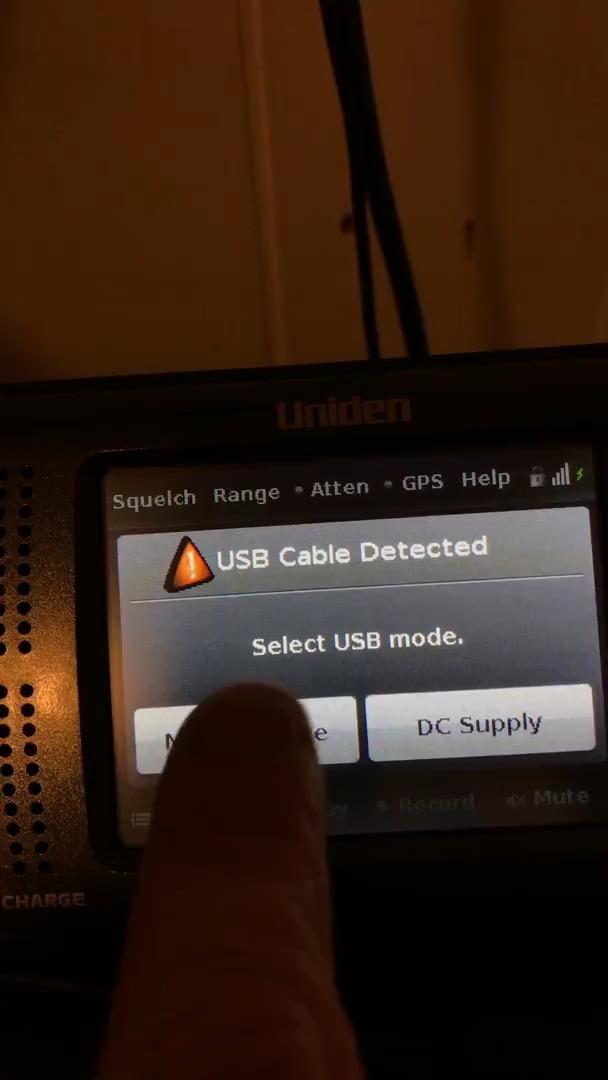 Uniden
Squelch Range • Atten • GPS Help
USB Cable Detected
Select USB mode.
DC Supply
Record Mute
CHARGE